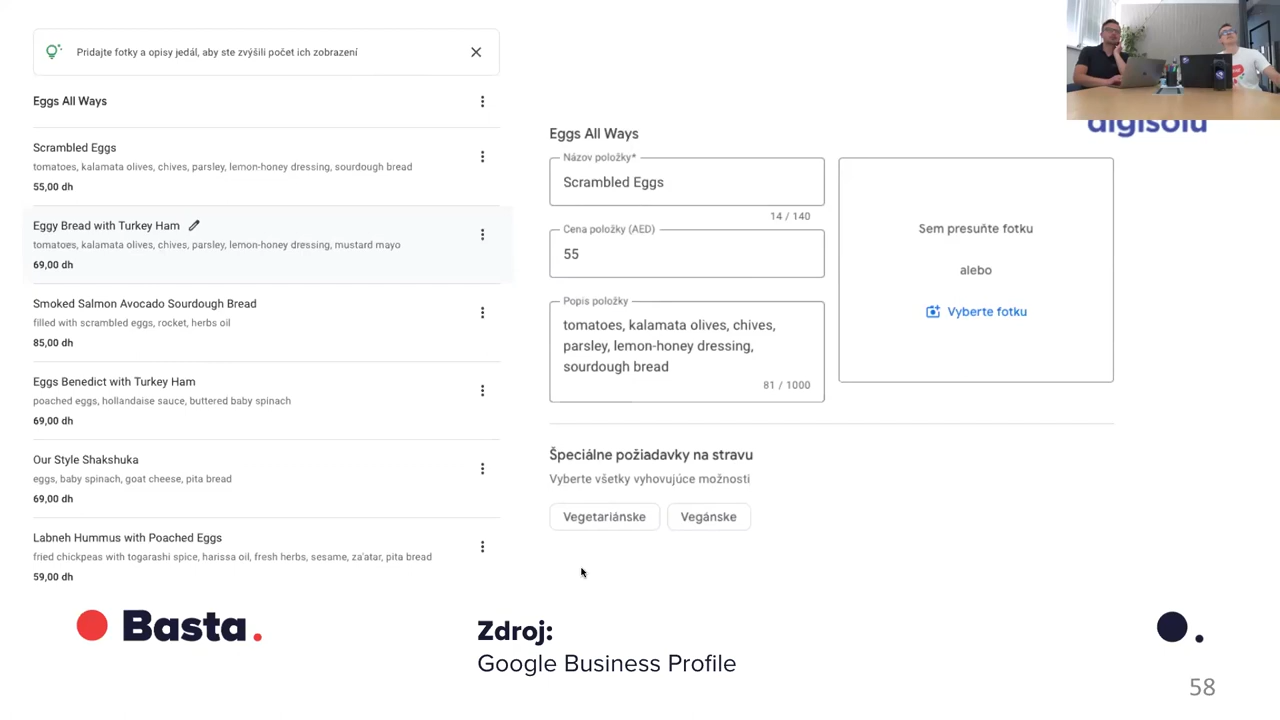 Pridajte fotky a opisy jedál, aby ste zvýšili počet ich zobrazení
Eggs All Ways
Scrambled Eggs
tomatoes, kalamata olives, chives, parsley, lemon-honey dressing, sourdough bread
55,00 dh
Eggy Bread with Turkey Ham
tomatoes, kalamata olives, chives, parsley, lemon-honey dressing, mustard mayo
69,00 dh
Smoked Salmon Avocado Sourdough Bread
filled with scrambled eggs, rocket, herbs oil
85,00 dh
Eggs Benedict with Turkey Ham
poached eggs, hollandaise sauce, buttered baby spinach
69,00 dh
Our Style Shakshuka
eggs, baby spinach, goat cheese, pita bread
69,00 dh
Labneh Hummus with Poached Eggs
fried chickpeas with togarashi spice, harissa oil, fresh herbs, sesame, za'atar, pita bread
59,00 dh
digisolu
Eggs All Ways
Názov položky*
Scrambled Eggs
14 / 140
Cena položky (AED)
55
Popis položky
tomatoes, kalamata olives, chives,
parsley, lemon-honey dressing,
sourdough bread
81 / 1000
Sem presuňte fotku
alebo
Vyberte fotku
Špeciálne požiadavky na stravu
Vyberte všetky vyhovujúce možnosti
Vegetariánske
Vegánske
Basta.
Zdroj:
Google Business Profile
58